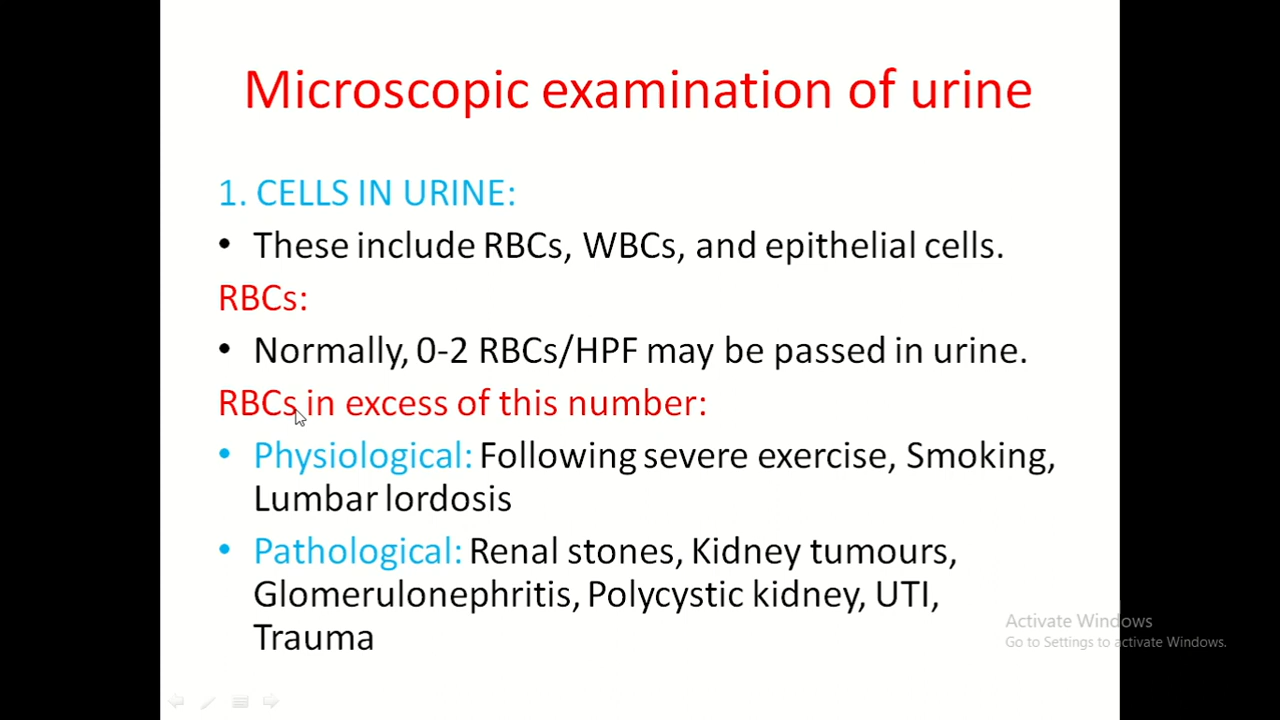 Microscopic examination of urine
1. CELLS IN URINE:
• These include RBCs, WBCs, and epithelial cells.
RBCs:
• Normally, 0-2 RBCs/HPF may be passed in urine.
RBCs in excess of this number:
• Physiological: Following severe exercise, Smoking,
Lumbar lordosis
• Pathological: Renal stones, Kidney tumours,
Glomerulonephritis, Polycystic kidney, UTI,
Trauma
Activate Windows
Go to Settings to activate Windows.